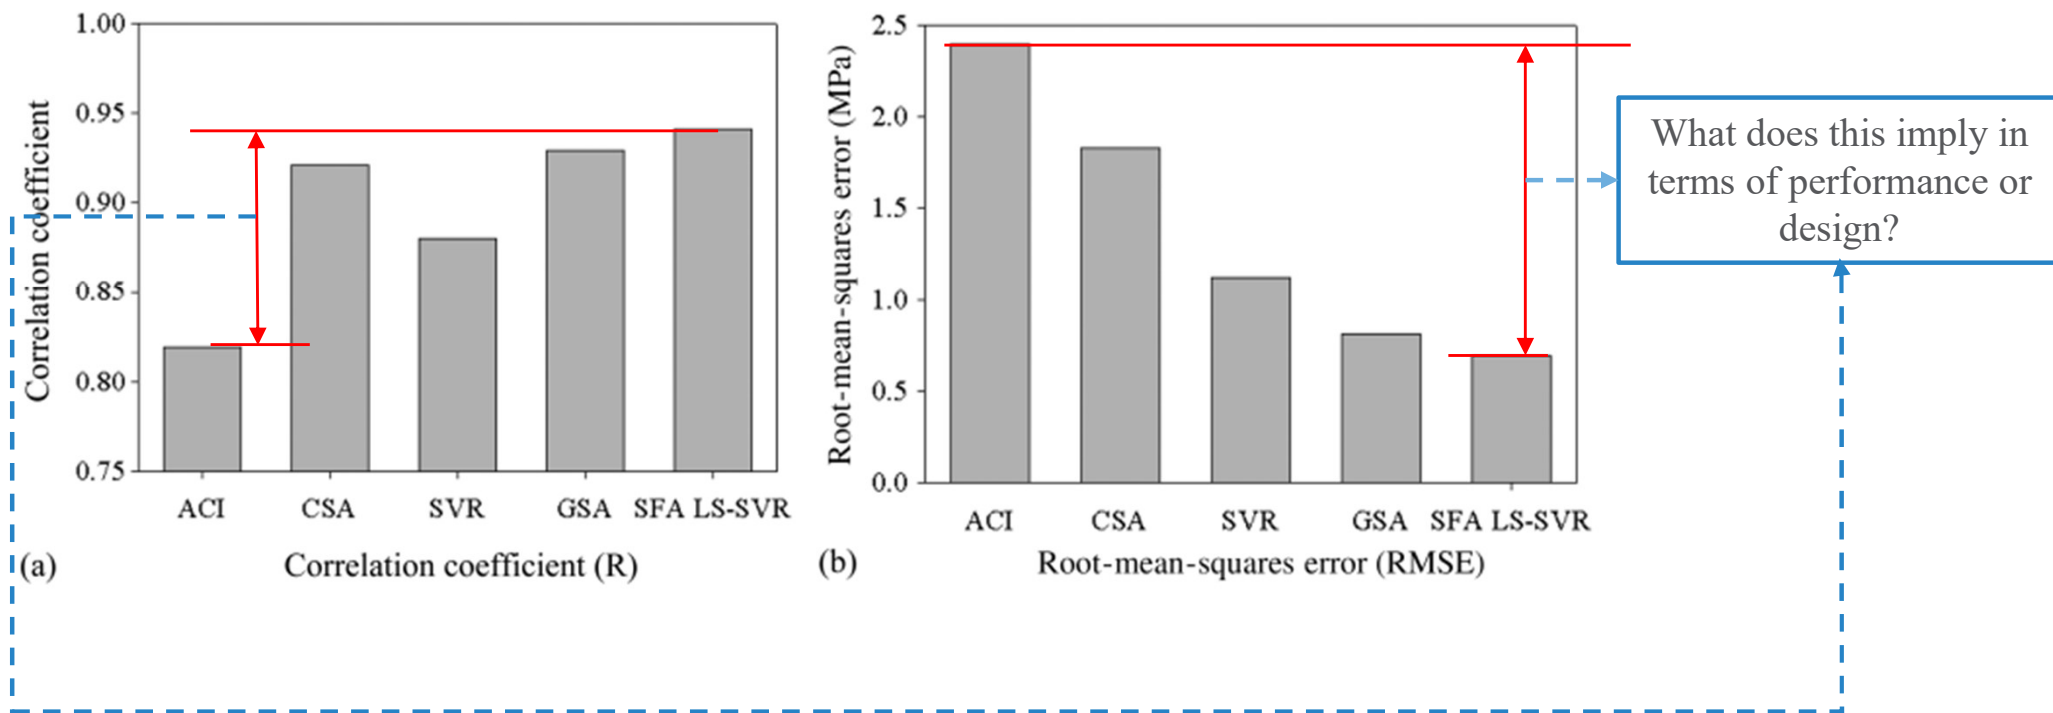 1.00
0.95
0.90
0.85
0.80
0.75
Correlation coefficient
ACI CSA SVR GSA SFA LS-SVR
(a) Correlation coefficient (R)
2.5
2.0
1.5
1.0
0.5
0.0
Root-mean-squares error (MPa)
ACI CSA SVR GSA SFA LS-SVR
(b) Root-mean-squares error (RMSE)
What does this imply in
terms of performance or
design?